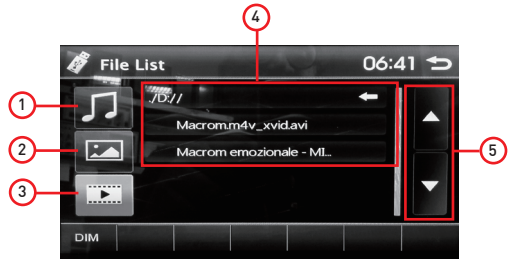 4
File List 06:41
1
./D://
Macrom.m4v_xvid.avi
2
Macrom emozionale - MI...
5
3
DIM